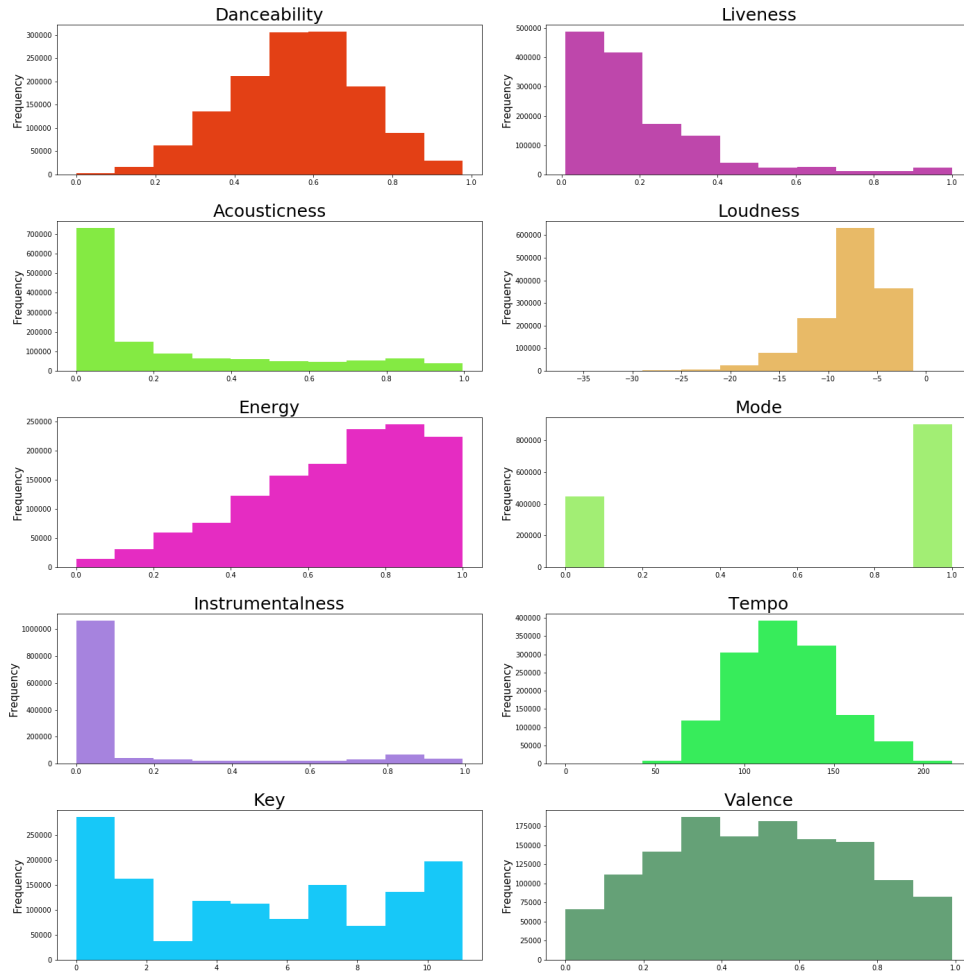 Danceability
Frequency
300000
250000
200000
150000
100000
50000
0
0.0 0.2 0.4 0.6 0.8 1.0
Liveness
Frequency
500000
400000
300000
200000
100000
0
0.0 0.2 0.4 0.6 0.8 1.0
Acousticness
Frequency
700000
600000
500000
400000
300000
200000
100000
0
0.0 0.2 0.4 0.6 0.8 1.0
Loudness
Frequency
600000
500000
400000
300000
200000
100000
0
−35 −30 −25 −20 −15 −10 −5 0
Energy
Frequency
250000
200000
150000
100000
50000
0
0.0 0.2 0.4 0.6 0.8 1.0
Mode
Frequency
800000
600000
400000
200000
0
0.0 0.2 0.4 0.6 0.8 1.0
Instrumentalness
Frequency
1000000
800000
600000
400000
200000
0
0.0 0.2 0.4 0.6 0.8 1.0
Tempo
Frequency
400000
350000
300000
250000
200000
150000
100000
50000
0
0 50 100 150 200
Key
Frequency
250000
200000
150000
100000
50000
0
0 2 4 6 8 10
Valence
Frequency
175000
150000
125000
100000
75000
50000
25000
0
0.0 0.2 0.4 0.6 0.8 1.0